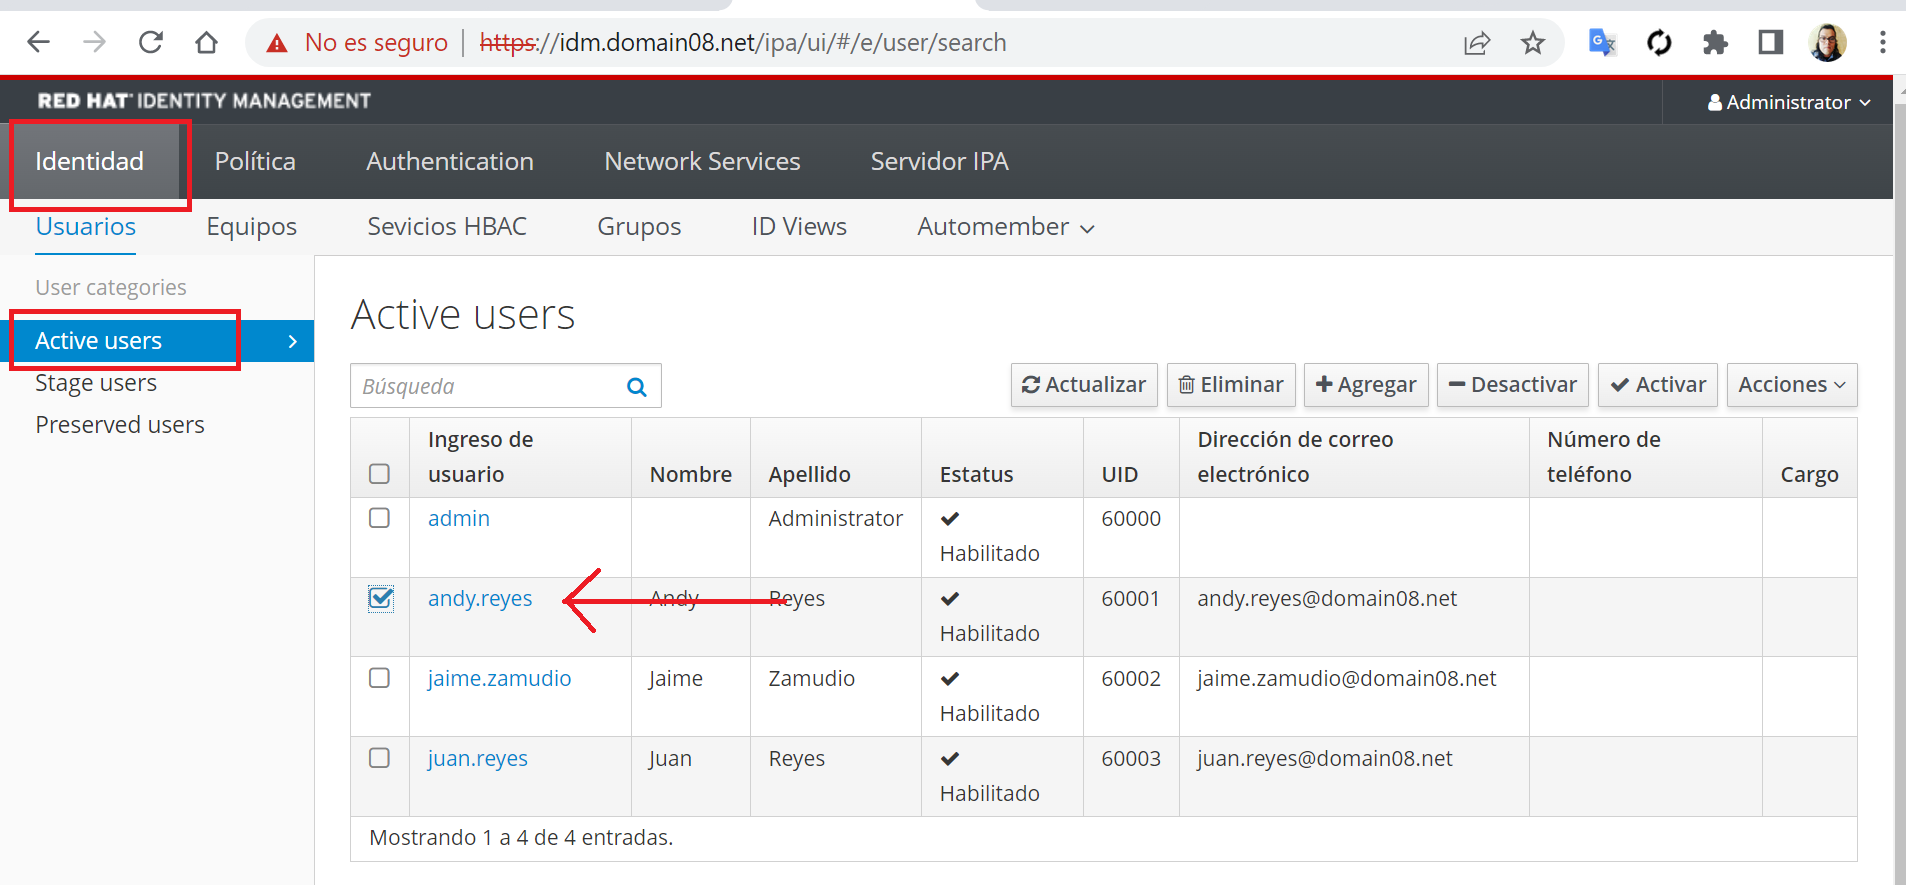 No es seguro | https://idm.domain08.net/ipa/ui/#/e/user/search
RED HAT IDENTITY MANAGEMENT
Administrator
Identidad Política Authentication Network Services Servidor IPA
Usuarios Equipos Sevicios HBAC Grupos ID Views Automember
User categories
Active users
Stage users
Preserved users
Active users
Búsqueda
Actualizar Eliminar Agregar Desactivar Activar Acciones
Ingreso de usuario Nombre Apellido Estatus UID Dirección de correo electrónico Número de teléfono Cargo
admin Administrator Habilitado 60000
andy.reyes Andy Reyes Habilitado 60001 andy.reyes@domain08.net
jaime.zamudio Jaime Zamudio Habilitado 60002 jaime.zamudio@domain08.net
juan.reyes Juan Reyes Habilitado 60003 juan.reyes@domain08.net
Mostrando 1 a 4 de 4 entradas.